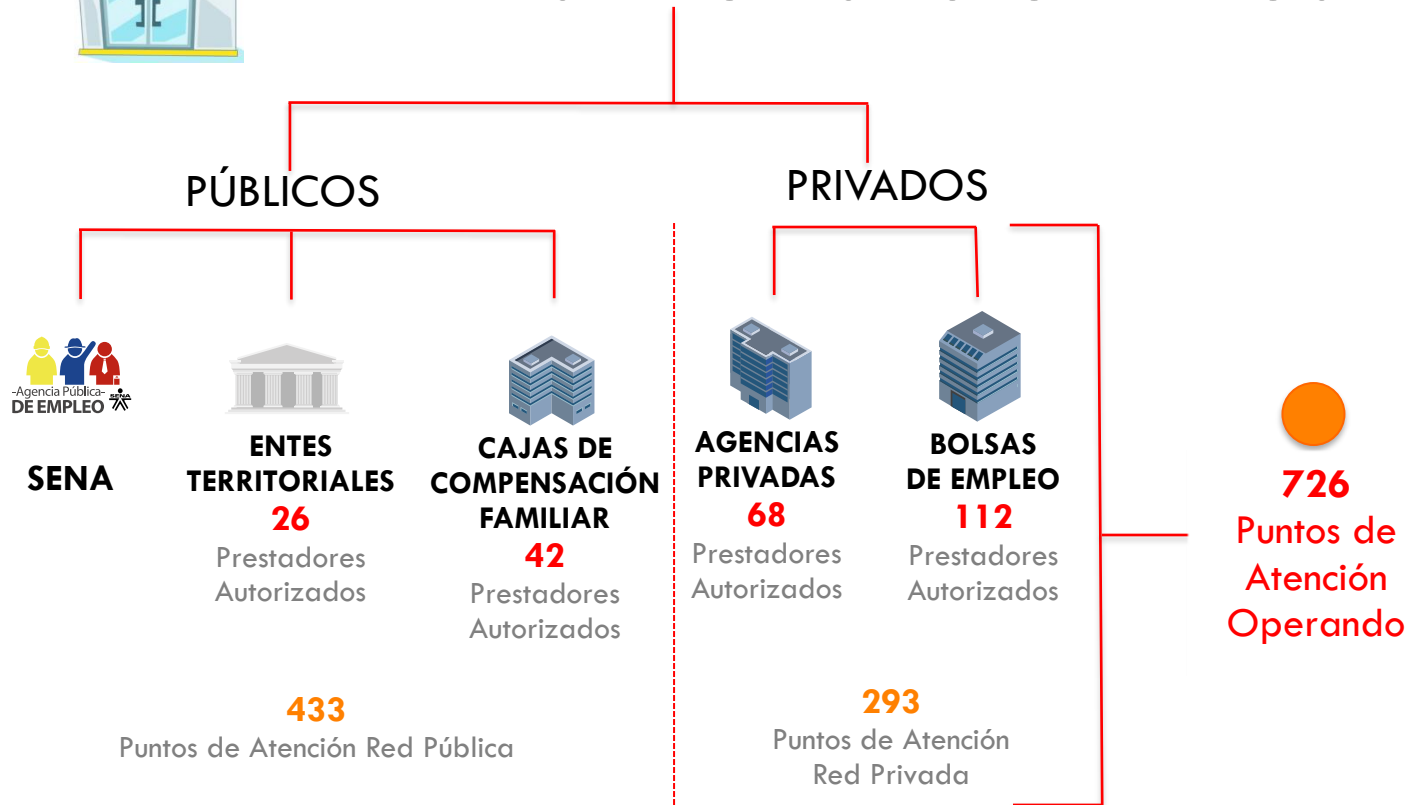 PÚBLICOS
PRIVADOS
-Agencia Pública-
DE EMPLEO
SENA
SENA
ENTES
TERRITORIALES
26
Prestadores
Autorizados
CAJAS DE
COMPENSACIÓN
FAMILIAR
42
Prestadores
Autorizados
AGENCIAS
PRIVADAS
68
Prestadores
Autorizados
BOLSAS
DE EMPLEO
112
Prestadores
Autorizados
433
Puntos de Atención Red Pública
293
Puntos de Atención
Red Privada
726
Puntos de
Atención
Operando